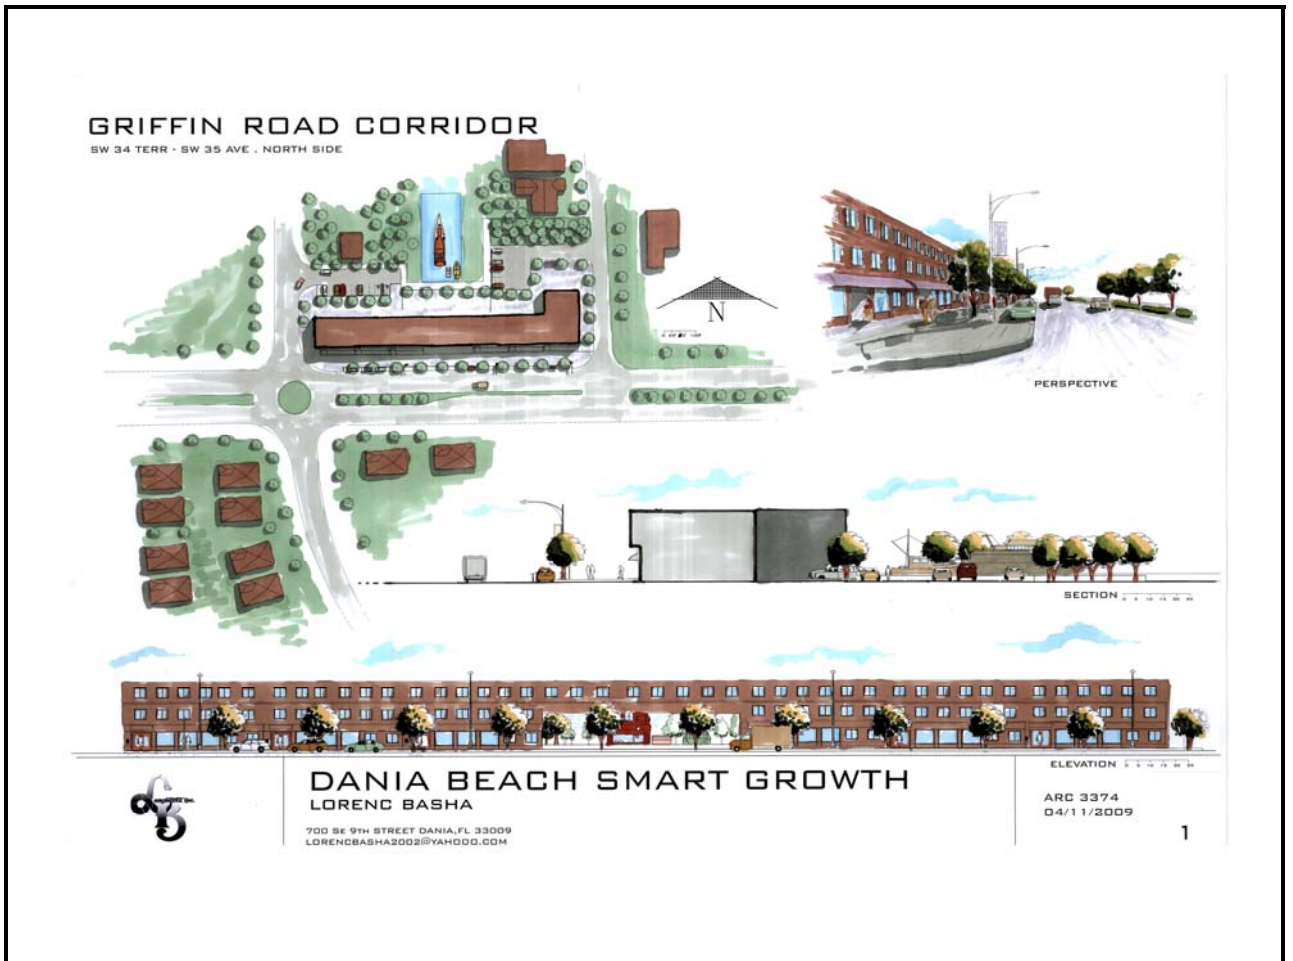 GRIFFIN ROAD CORRIDOR
SW 34 TERR - SW 35 AVE . NORTH SIDE
N
PERSPECTIVE
SECTION
ELEVATION
DANIA BEACH SMART GROWTH
LORENC BASHA
700 SE 9TH STREET DANIA,FL 33009
LORENCBASHA2002@YAHOOO.COM
ARC 3374
04/11/2009
1